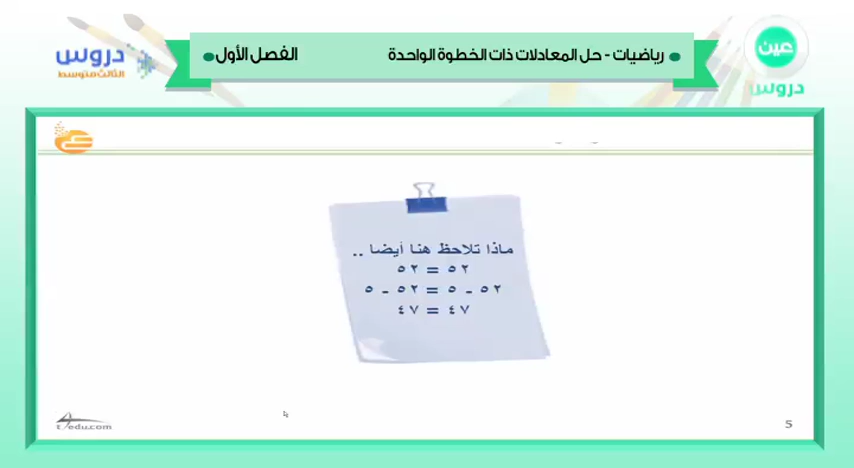 رياضيات - حل المعادلات ذات الخطوة الواحدة
الفصل الأول
دروس
الثالث متوسط
عين
دروس
ماذا تلاحظ هنا أيضا ..
٥٢ = ٥٢
٥٢ - ٥ = ٥٢ - ٥
٤٧ = ٤٧
t4edu.com
5